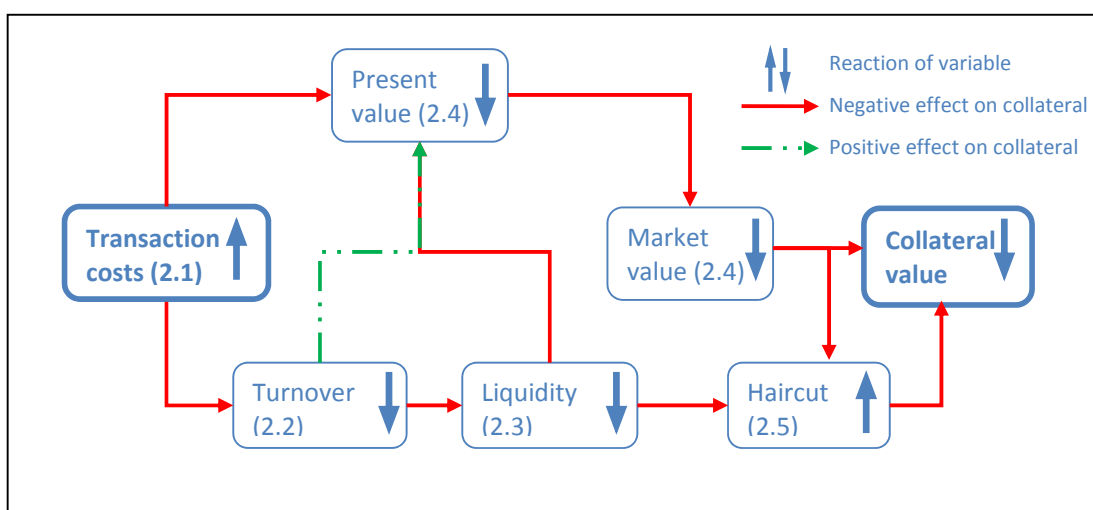 Present
value (2.4)
Reaction of variable
Negative effect on collateral
Positive effect on collateral
Transaction
costs (2.1)
Market
value (2.4)
Collateral
value
Turnover
(2.2)
Liquidity
(2.3)
Haircut
(2.5)